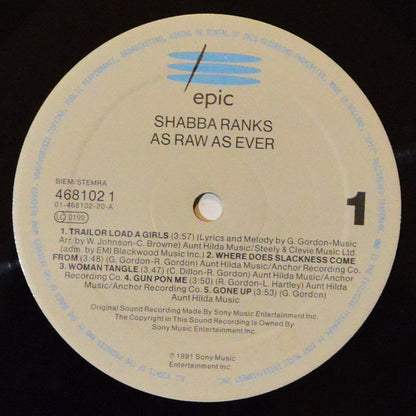 epic
SHABBA RANKS
AS RAW AS EVER
BIEM/STEMRA
468102 1
01-468102-20-A
LC 0199
1
1. TRAILOR LOAD A GIRLS (3:57) (Lyrics and Melody by G. Gordon-Music
Arr by W. Johnson-C. Browne) Aunt Hilda Music/Steely & Clevie Music Ltd.
(adm. by EMI Blackwood Music Inc.) 2. WHERE DOES SLACKNESS COME
FROM (3:48) (G. Gordon-R. Gordon) Aunt Hilda Music/Anchor Recording Co.
3. WOMAN TANGLE (3:47) (C. Dillon-R. Gordon) Aunt Hilda Music/Anchor
Recording Co. 4. GUN PON ME (3:50) (R. Gordon-L. Hartley) Aunt Hilda
Music/Anchor Recording Co. 5. GONE UP (3:53) (G. Gordon)
Aunt Hilda Music
Original Sound Recording Made By Sony Music Entertainment Inc.
The Copyright In This Sound Recording Is Owned By
Sony Music Entertainment Inc.
℗1991 Sony Music
Entertainment Inc.